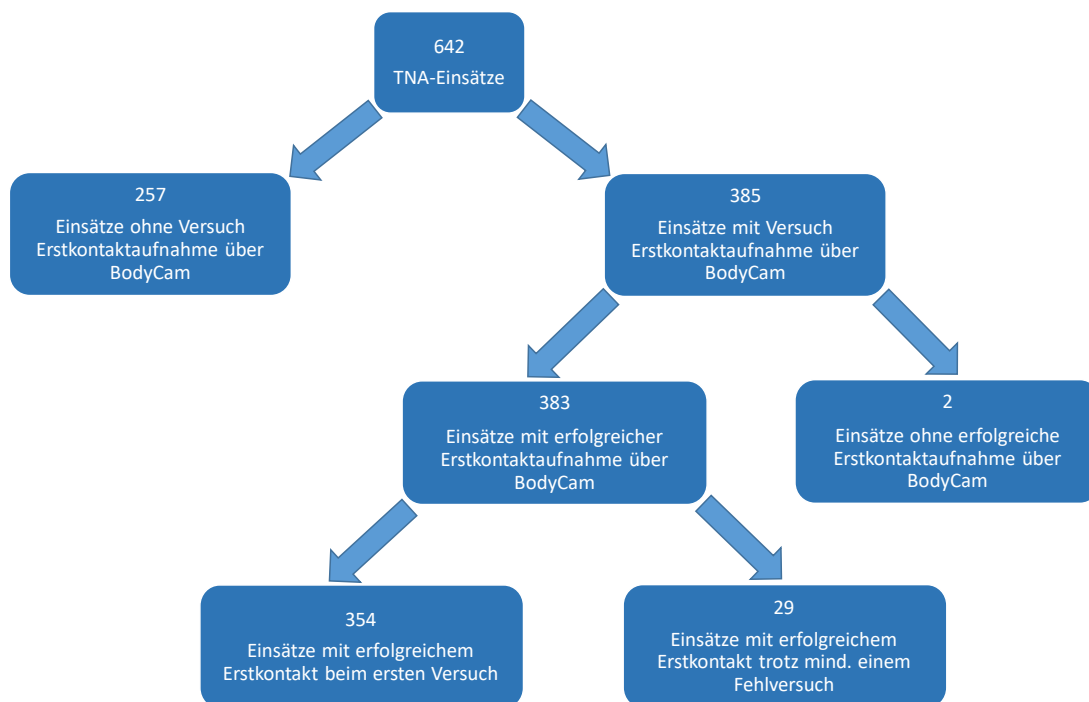 642
TNA-Einsätze
257
Einsätze ohne Versuch
Erstkontaktaufnahme über
BodyCam
385
Einsätze mit Versuch
Erstkontaktaufnahme über
BodyCam
383
Einsätze mit erfolgreicher
Erstkontaktaufnahme über
BodyCam
2
Einsätze ohne erfolgreiche
Erstkontaktaufnahme über
BodyCam
354
Einsätze mit erfolgreichem
Erstkontakt beim ersten Versuch
29
Einsätze mit erfolgreichem
Erstkontakt trotz mind. einem
Fehlversuch